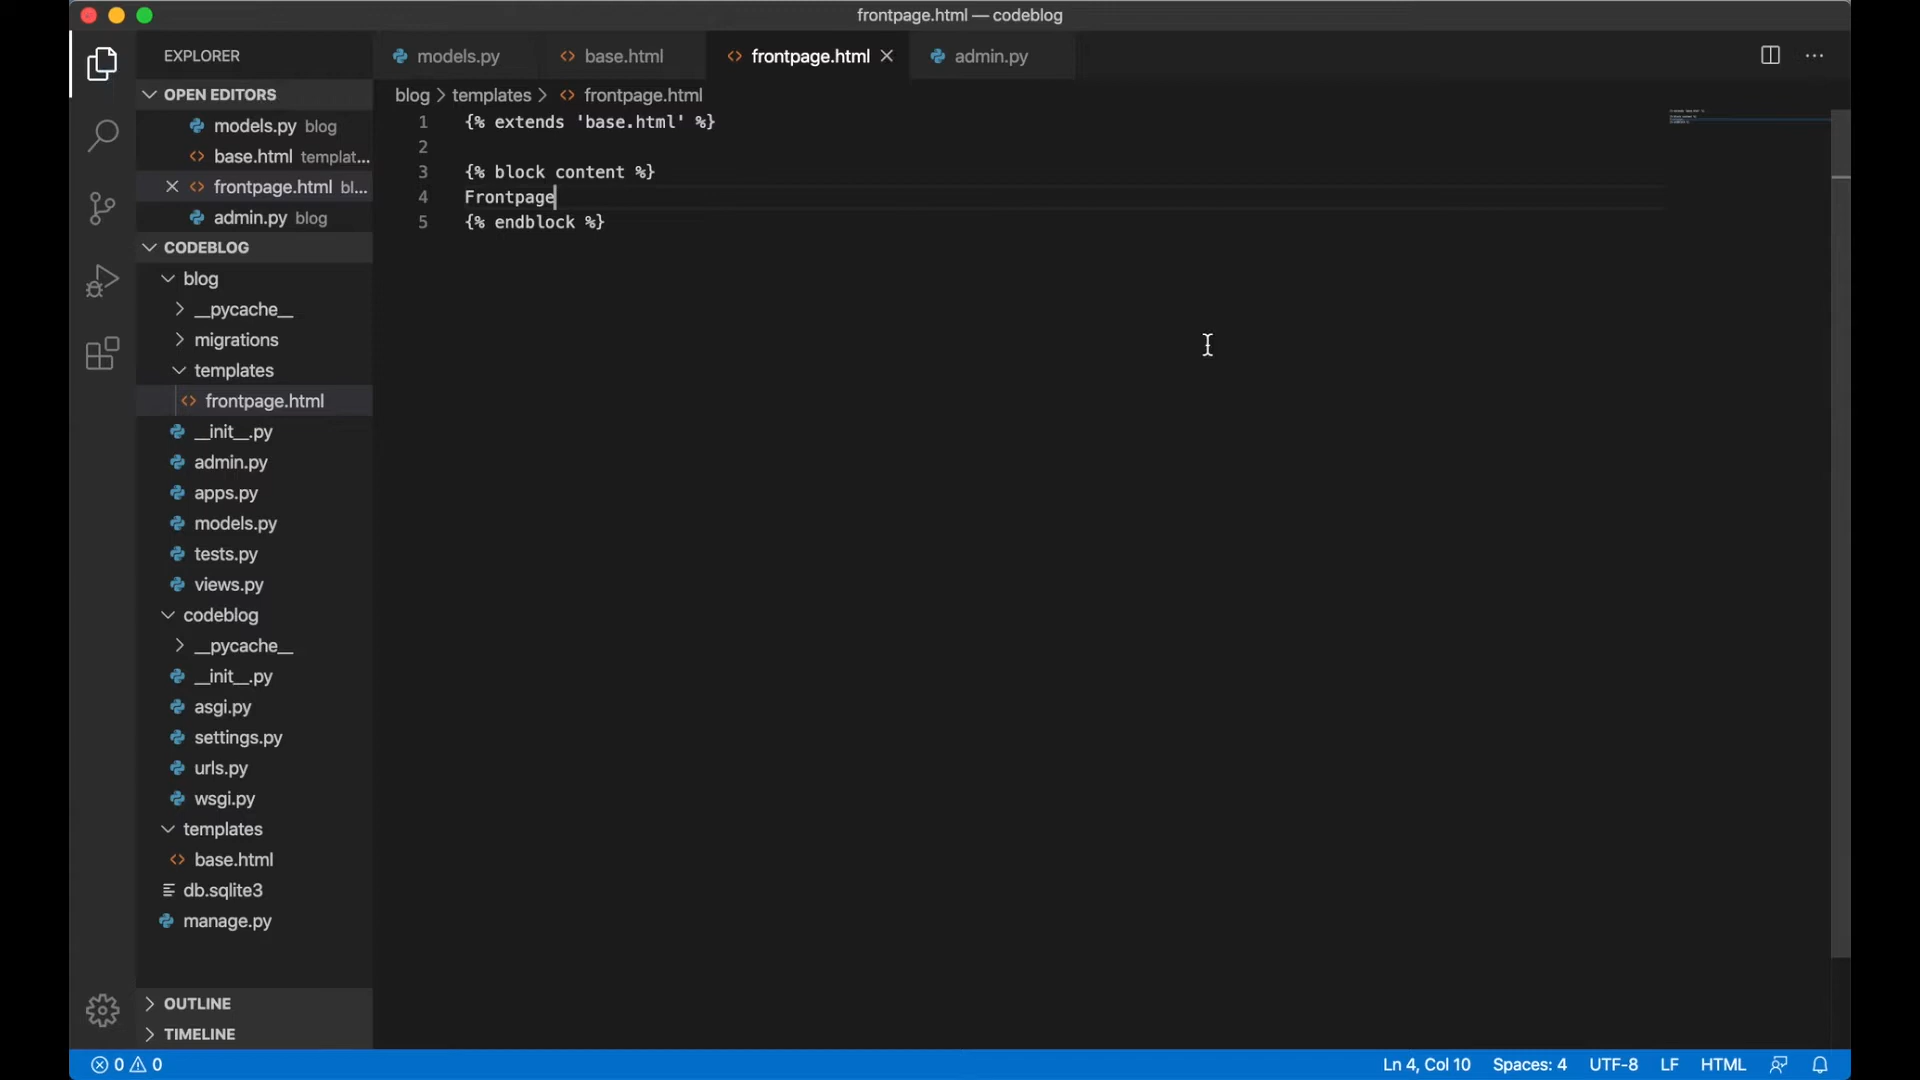 frontpage.html — codeblog
EXPLORER
models.py
base.html
frontpage.html
admin.py
OPEN EDITORS
blog
templates
frontpage.html
models.py blog
base.html templat...
frontpage.html bl...
admin.py blog
1 {% extends 'base.html' %}
2
3 {% block content %}
4 Frontpage
5 {% endblock %}
CODEBLOG
blog
__pycache__
migrations
templates
frontpage.html
__init__.py
admin.py
apps.py
models.py
tests.py
views.py
codeblog
__pycache__
__init__.py
asgi.py
settings.py
urls.py
wsgi.py
templates
base.html
db.sqlite3
manage.py
OUTLINE
TIMELINE
0 0
Ln 4, Col 10
Spaces: 4
UTF-8
LF
HTML